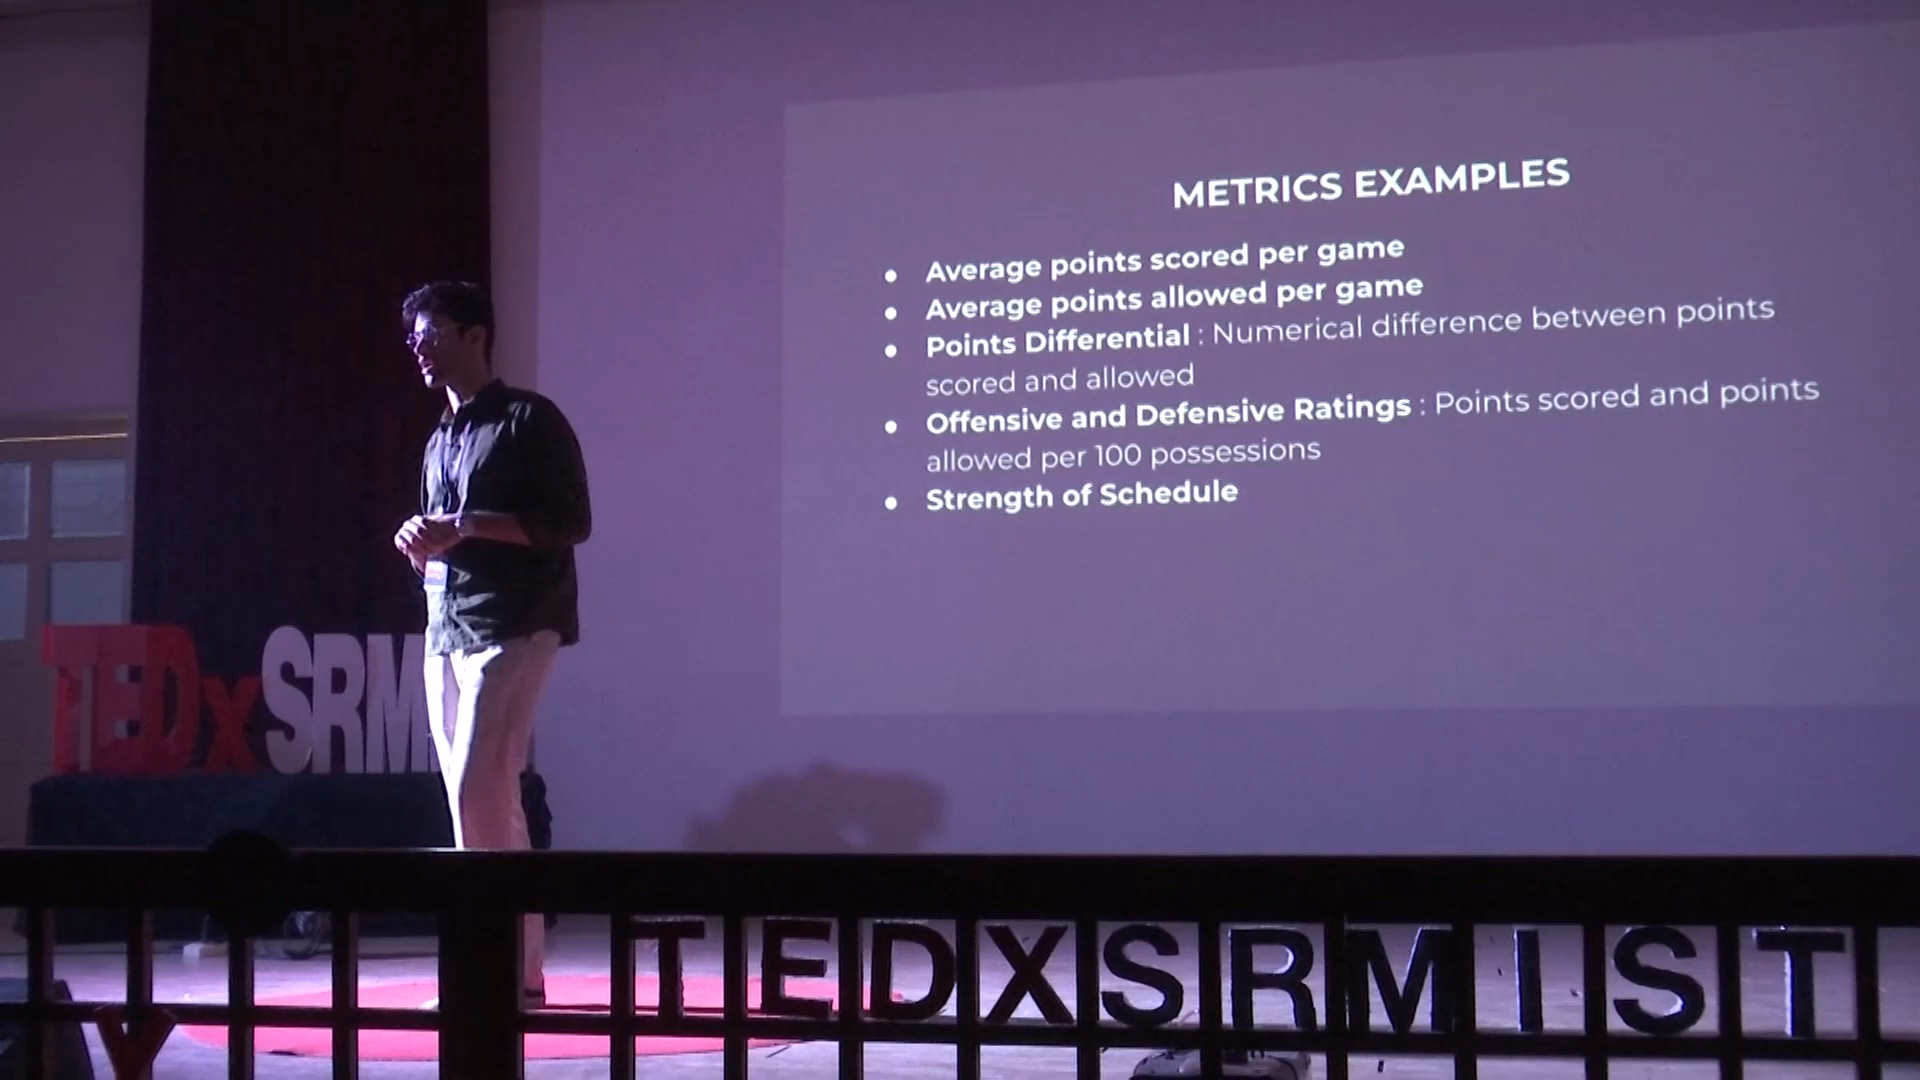 METRICS EXAMPLES
• Average points scored per game
• Average points allowed per game
• Points Differential : Numerical difference between points
scored and allowed
• Offensive and Defensive Ratings : Points scored and points
allowed per 100 possessions
• Strength of Schedule
TEDxSRM
TEDXSRMIST
Y